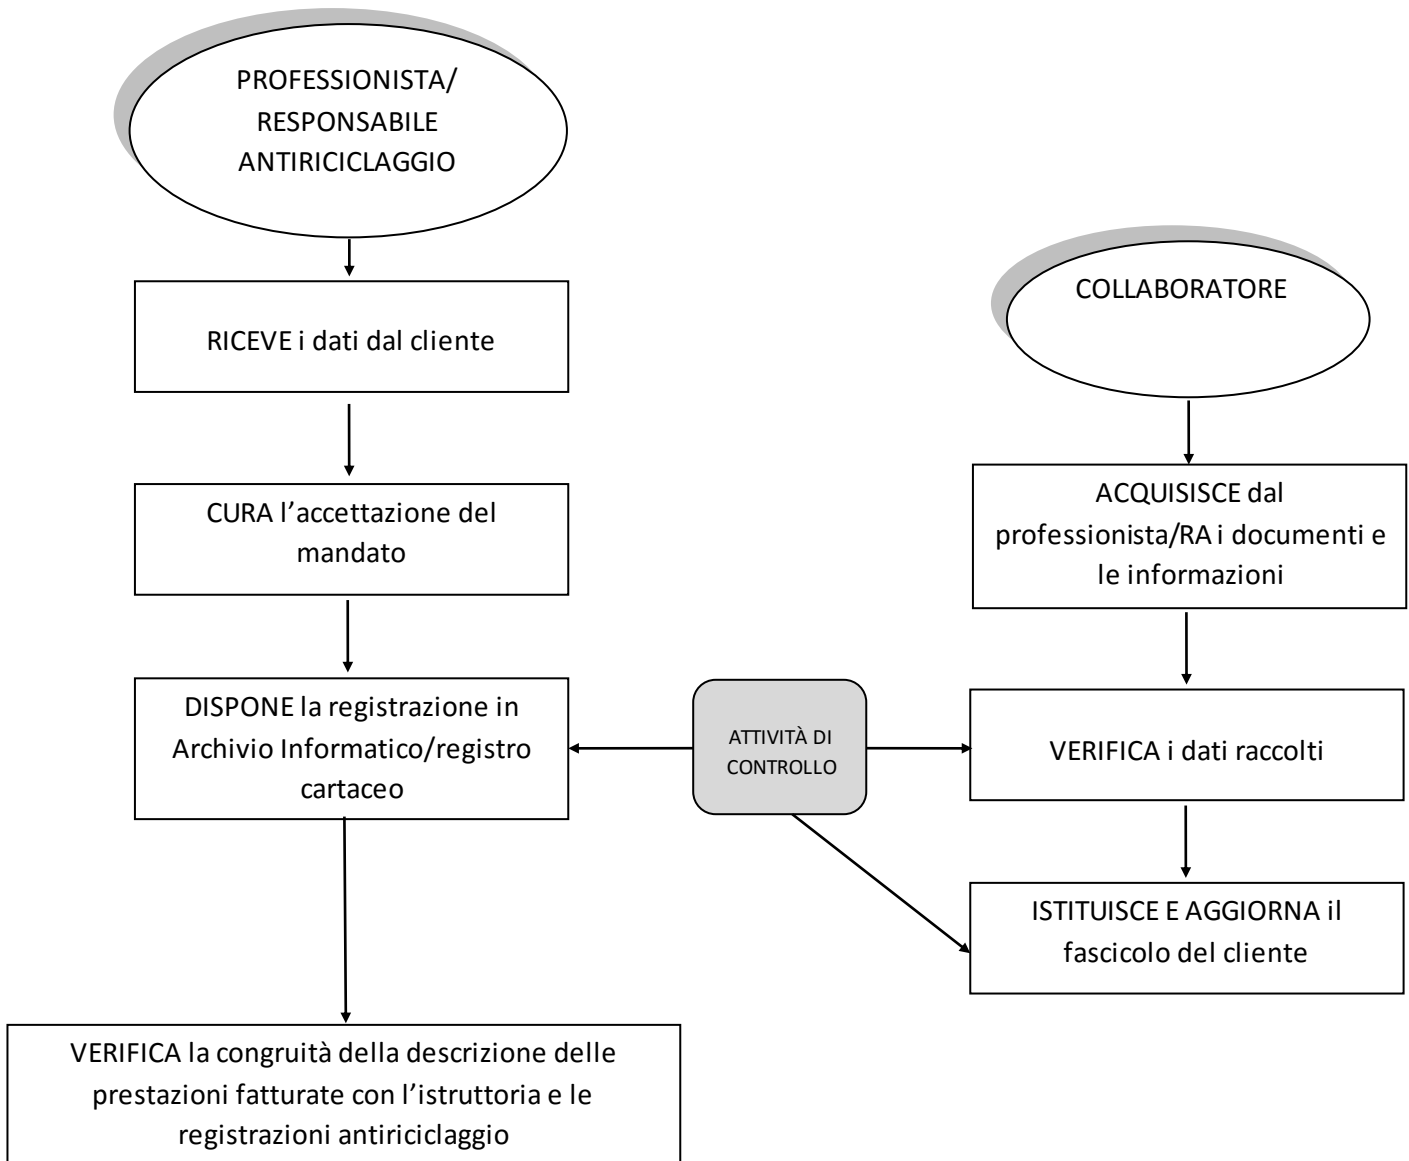 PROFESSIONISTA/
RESPONSABILE
ANTIRICICLAGGIO
RICEVE i dati dal cliente
CURA l’accettazione del
mandato
DISPONE la registrazione in
Archivio Informatico/registro
cartaceo
VERIFICA la congruità della descrizione delle
prestazioni fatturate con l’istruttoria e le
registrazioni antiriciclaggio
ATTIVITÀ DI
CONTROLLO
COLLABORATORE
ACQUISISCE dal
professionista/RA i documenti e
le informazioni
VERIFICA i dati raccolti
ISTITUISCE E AGGIORNA il
fascicolo del cliente